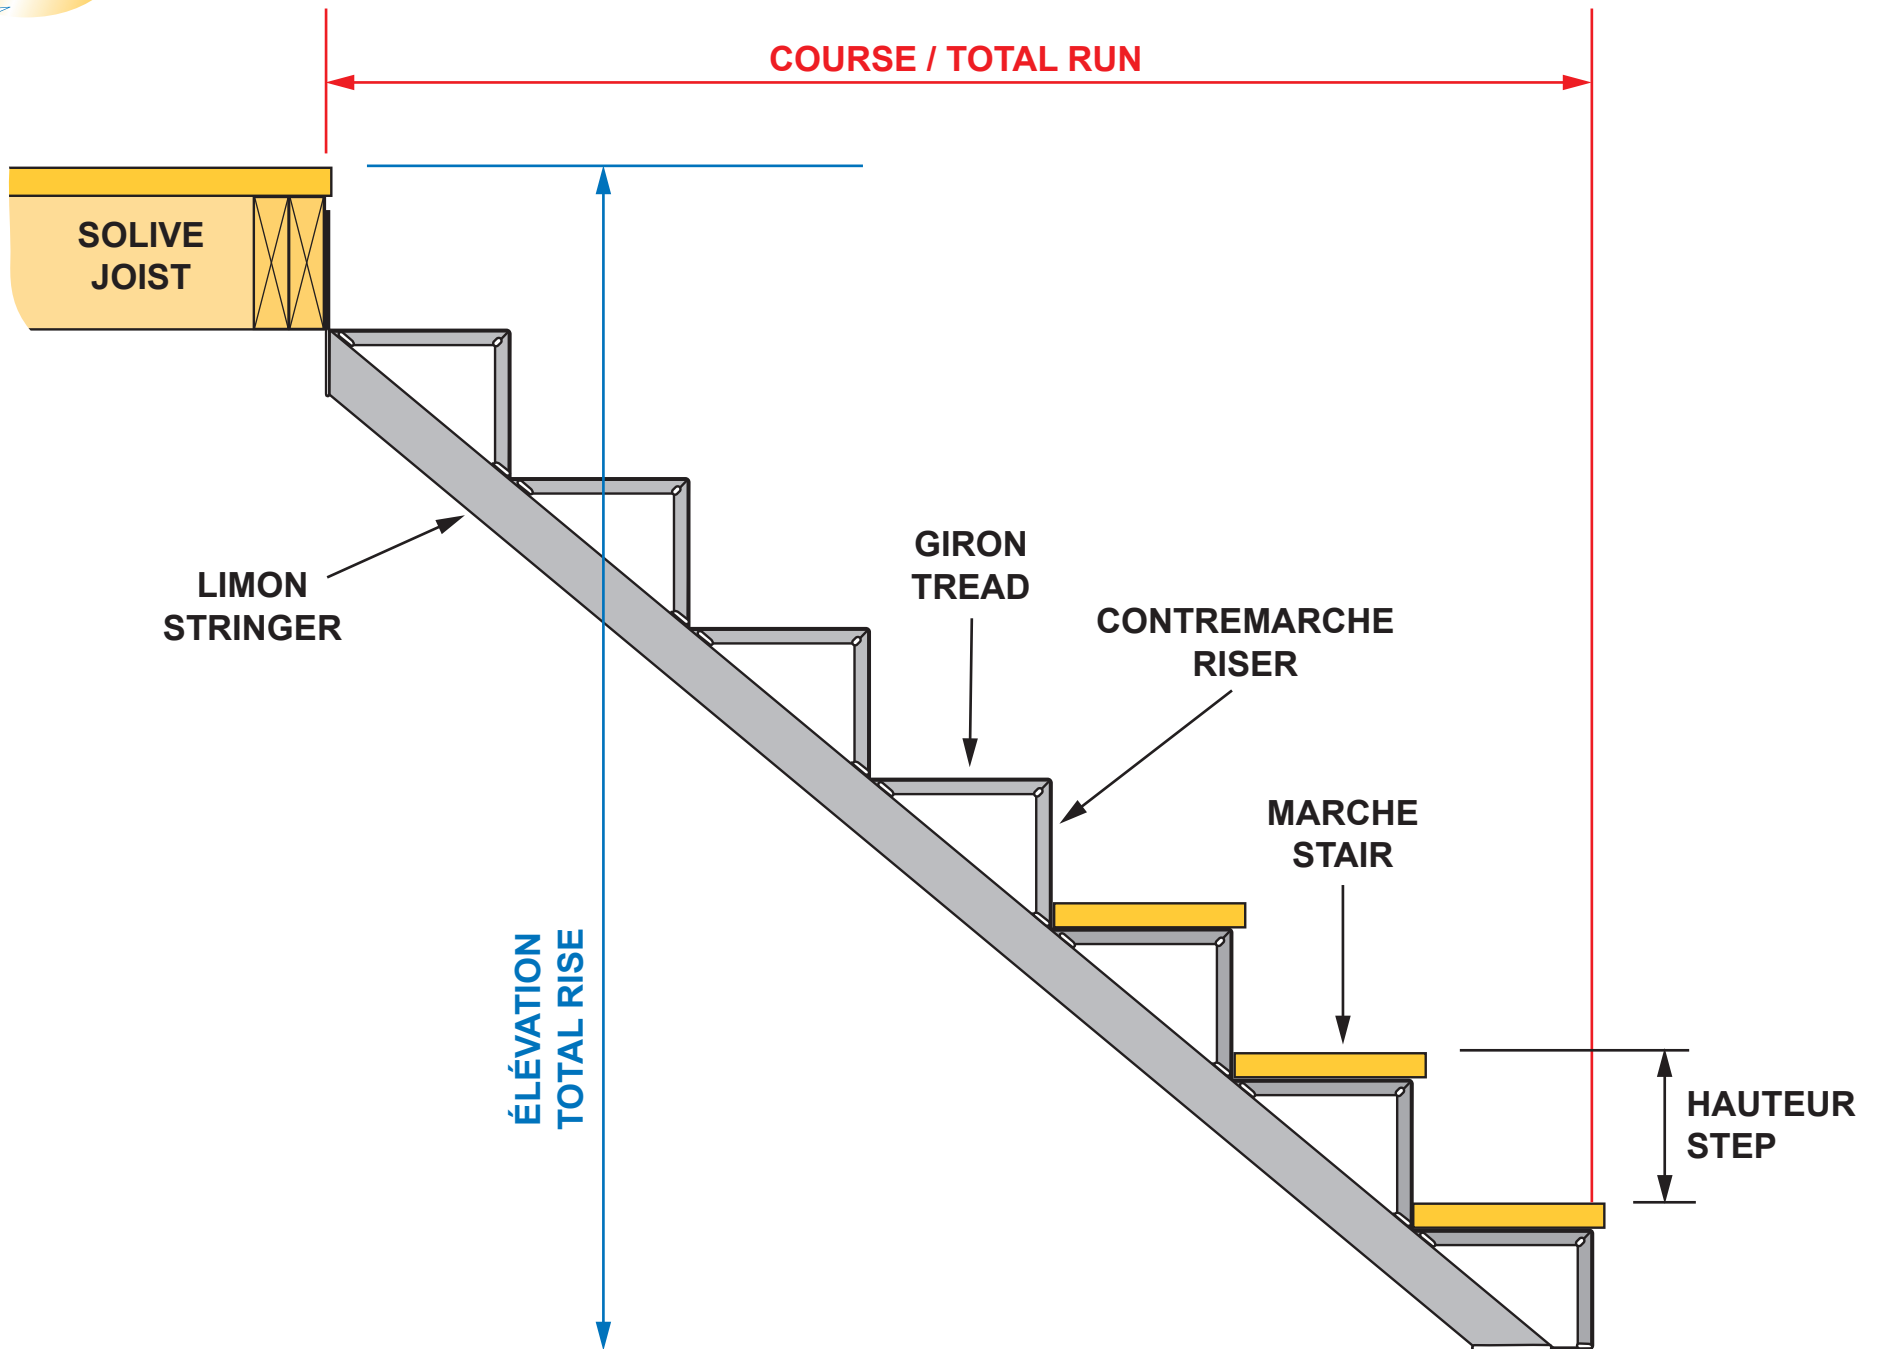 COURSE / TOTAL RUN
SOLIVE
JOIST
LIMON
STRINGER
GIRON
TREAD
CONTREMARCHE
RISER
MARCHE
STAIR
ÉLÉVATION
TOTAL RISE
HAUTEUR
STEP